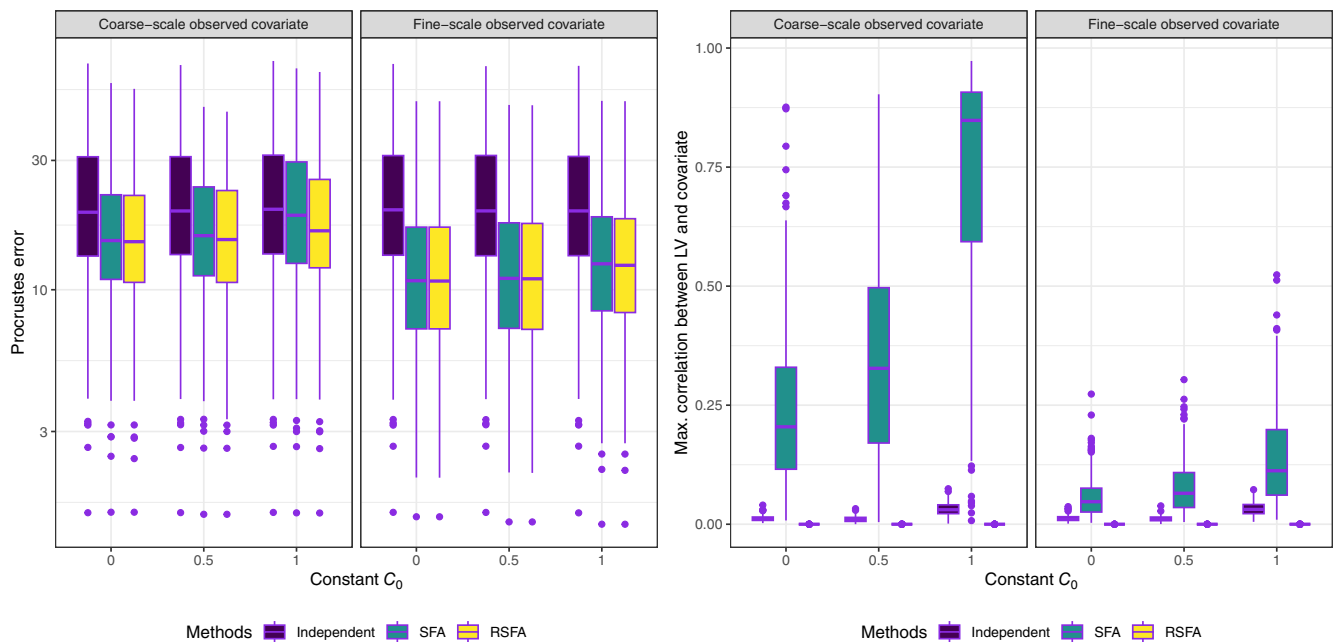 Coarse−scale observed covariate
Fine−scale observed covariate
Procrustes error
30
10
3
0
0.5
1
0
0.5
1
Constant C0
Methods
Independent
SFA
RSFA
Coarse−scale observed covariate
Fine−scale observed covariate
Max. correlation between LV and covariate
1.00
0.75
0.50
0.25
0.00
0
0.5
1
0
0.5
1
Constant C0
Methods
Independent
SFA
RSFA